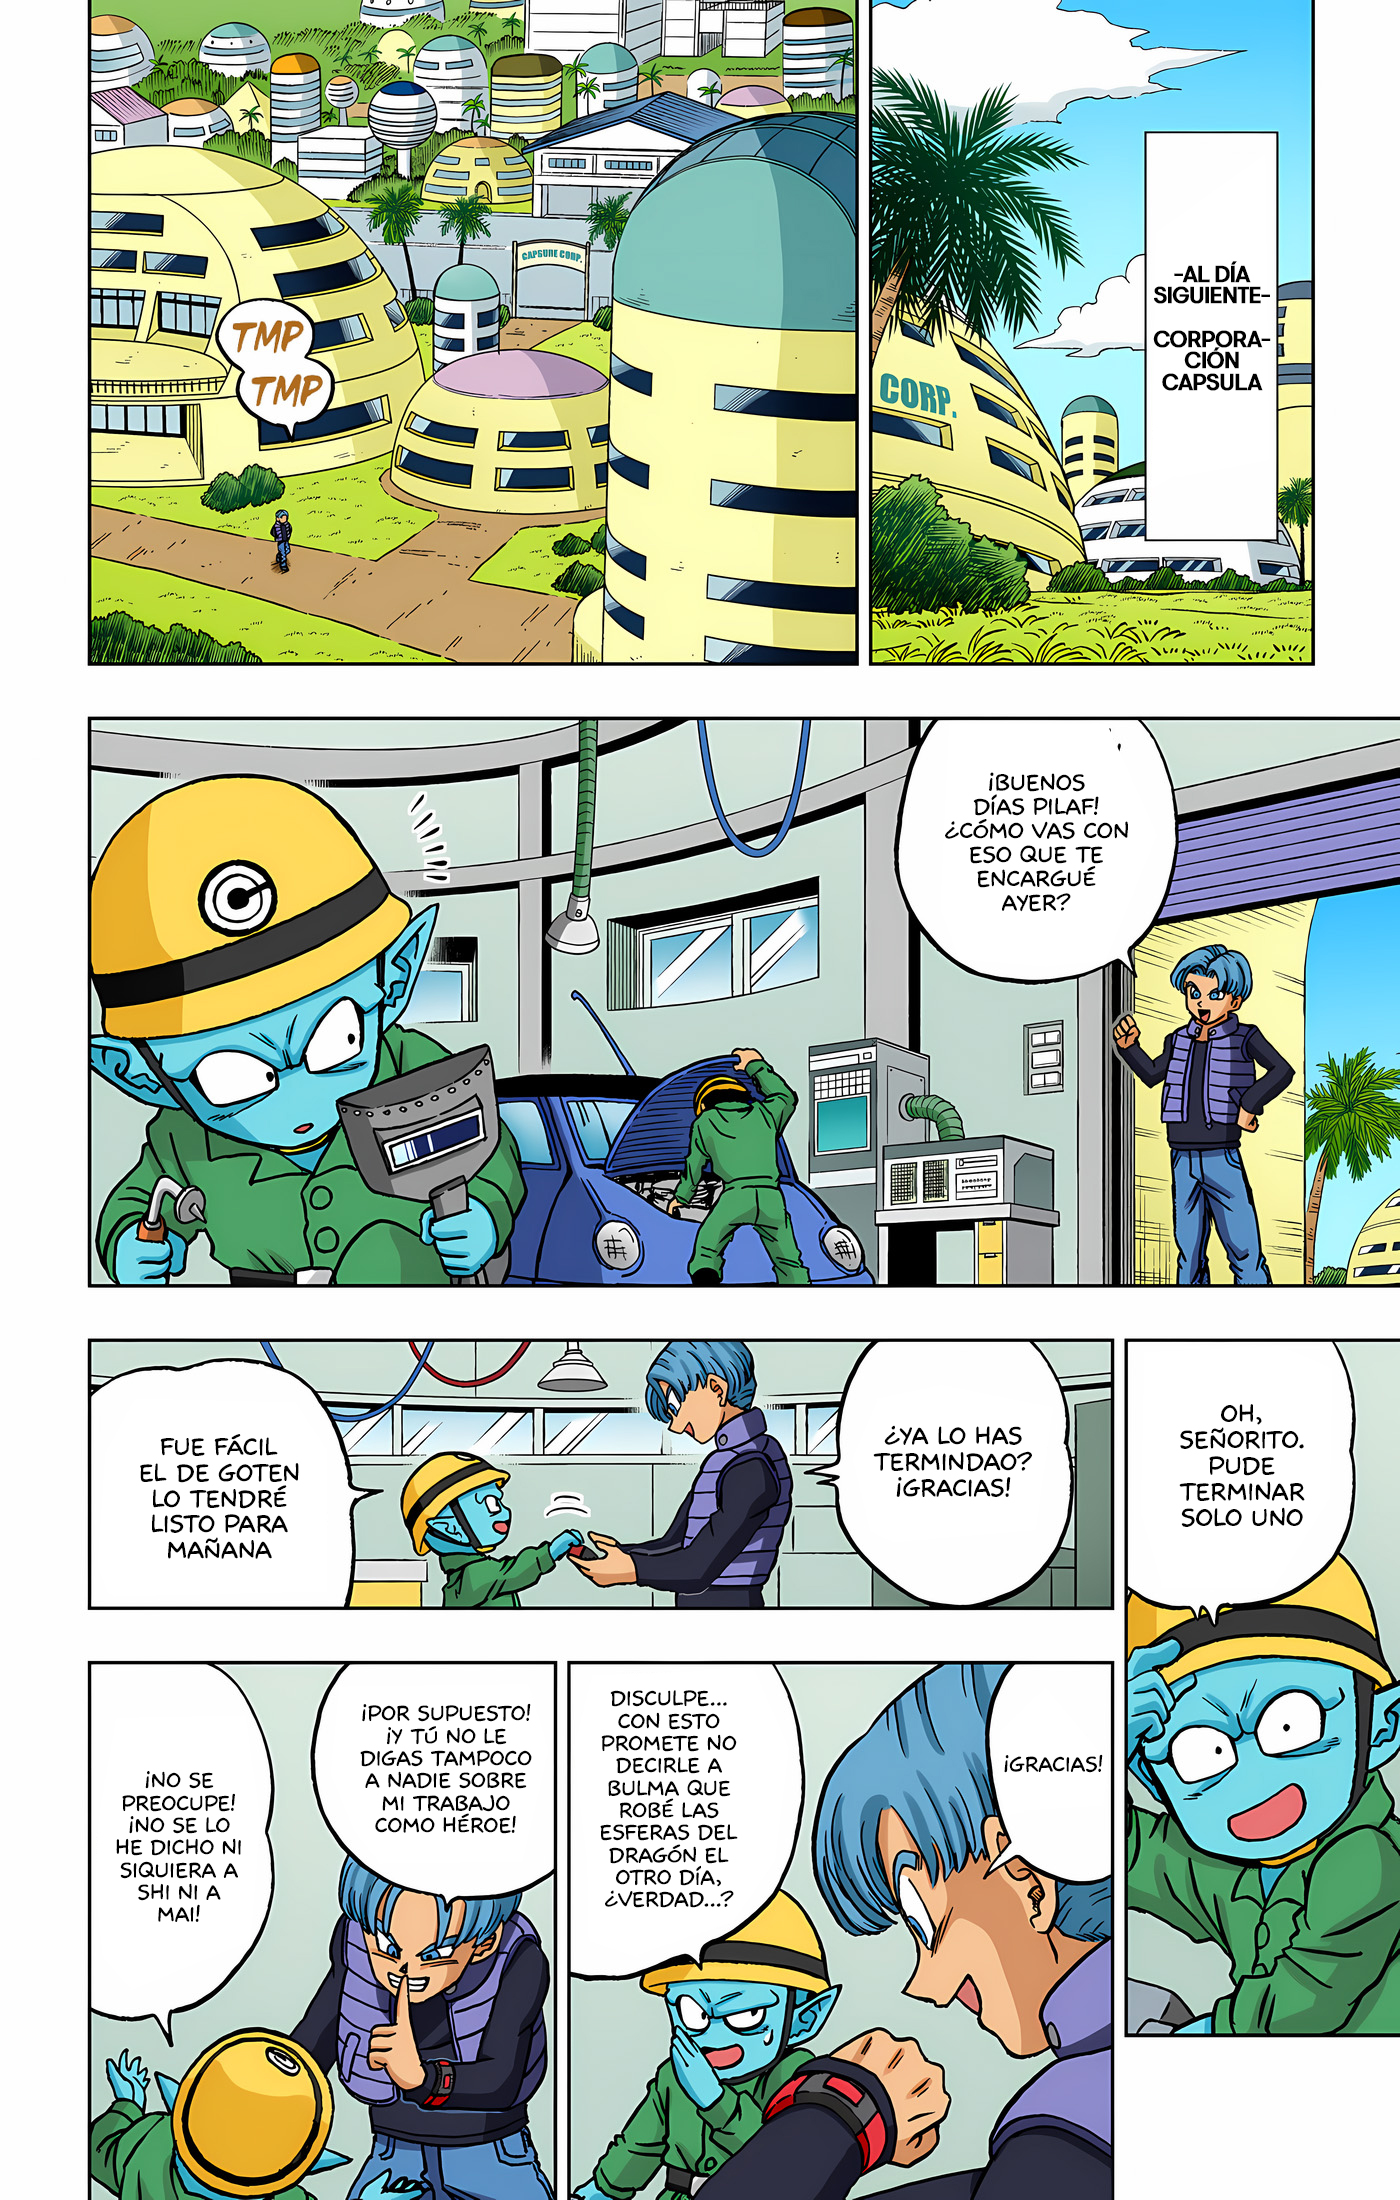 -AL DÍA
SIGUIENTE-
CORPORA-
CIÓN
CAPSULA
CORP.
CAPSURE CORP.
TMP
TMP
¡BUENOS
DÍAS PILAF!
¿CÓMO VAS CON
ESO QUE TE
ENCARGUÉ
AYER?
OH,
SEÑORITO.
PUDE
TERMINAR
SOLO UNO
¿YA LO HAS
TERMINDAO?
¡GRACIAS!
FUE FÁCIL
EL DE GOTEN
LO TENDRÉ
LISTO PARA
MAÑANA
¡GRACIAS!
DISCULPE...
CON ESTO
PROMETE NO
DECIRLE A
BULMA QUE
ROBÉ LAS
ESFERAS DEL
DRAGÓN EL
OTRO DÍA,
¿VERDAD...?
¡POR SUPUESTO!
¡Y TÚ NO LE
DIGAS TAMPOCO
A NADIE SOBRE
MI TRABAJO
COMO HÉROE!
¡NO SE
PREOCUPE!
¡NO SE LO
HE DICHO NI
SIQUIERA A
SHI NI A
MAI!